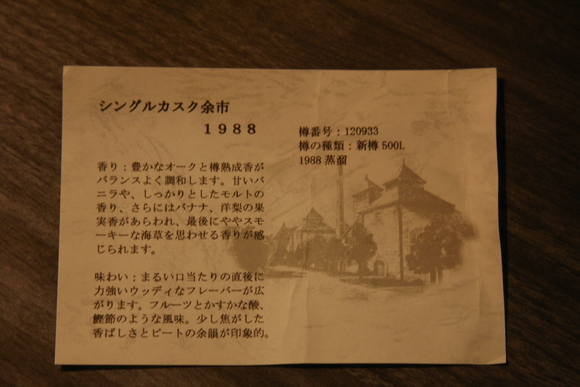 シングルカスク余市
1988
樽番号：120933
樽の種類：新樽500L
1988蒸溜
香り：豊かなオークと樽熟成香が
バランスよく調和します。甘いバ
ニラや、しっかりとしたモルトの
香り、さらにはバナナ、洋梨の果
実香があらわれ、最後にややスモ
ーキーな海草を思わせる香りが感
じられます。
味わい：まるい口当たりの直後に
力強いウッディなフレーバーが広
がります。フルーツとかすかな酸、
鰹節のような風味。少し焦がした
香ばしさとピートの余韻が印象的。